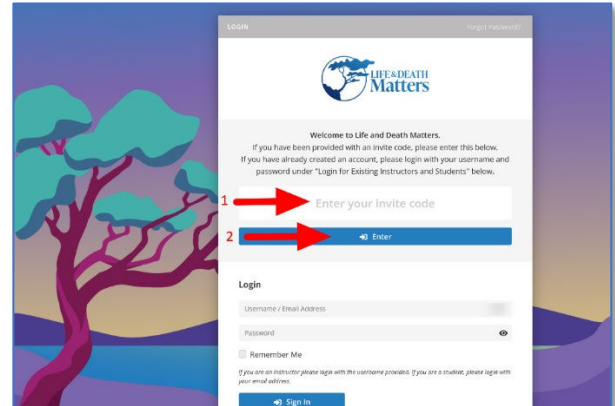 LOGIN
Forgot Password?
LIFE & DEATH
Matters
Welcome to Life and Death Matters.
If you have been provided with an invite code, please enter this below.
If you have already created an account, please login with your username and
password under "Login for Existing Instructors and Students" below.
1
Enter your invite code
2
Enter
Login
Username / Email Address
Password
Remember Me
If you are an instructor please login with the username provided. If you are a student, please login with
your email address.
Sign In